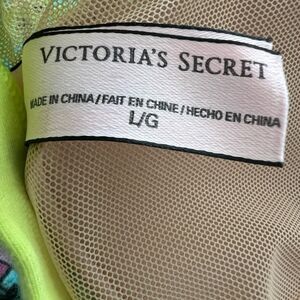 VICTORIA'S SECRET
MADE IN CHINA / FAIT EN CHINE / HECHO EN CHINA
L/G